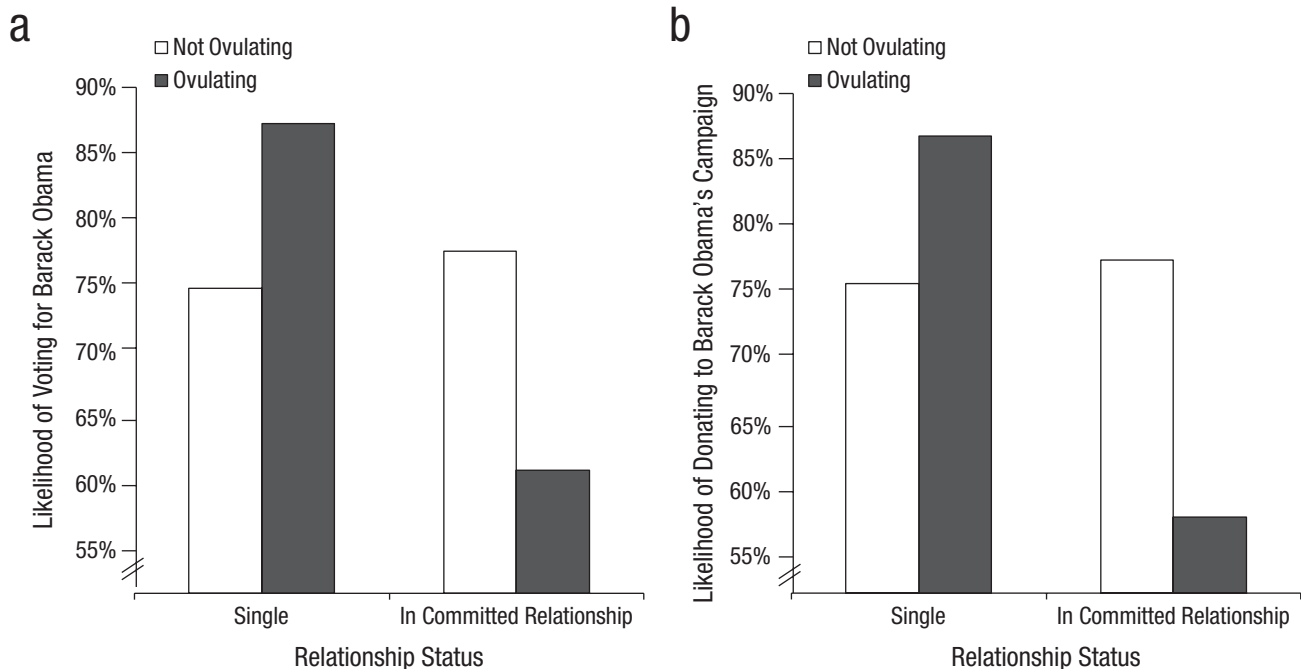 a
Not Ovulating
Ovulating
Likelihood of Voting for Barack Obama
90%
85%
80%
75%
70%
65%
60%
55%
Single
In Committed Relationship
Relationship Status
b
Not Ovulating
Ovulating
Likelihood of Donating to Barack Obama's Campaign
90%
85%
80%
75%
70%
65%
60%
55%
Single
In Committed Relationship
Relationship Status